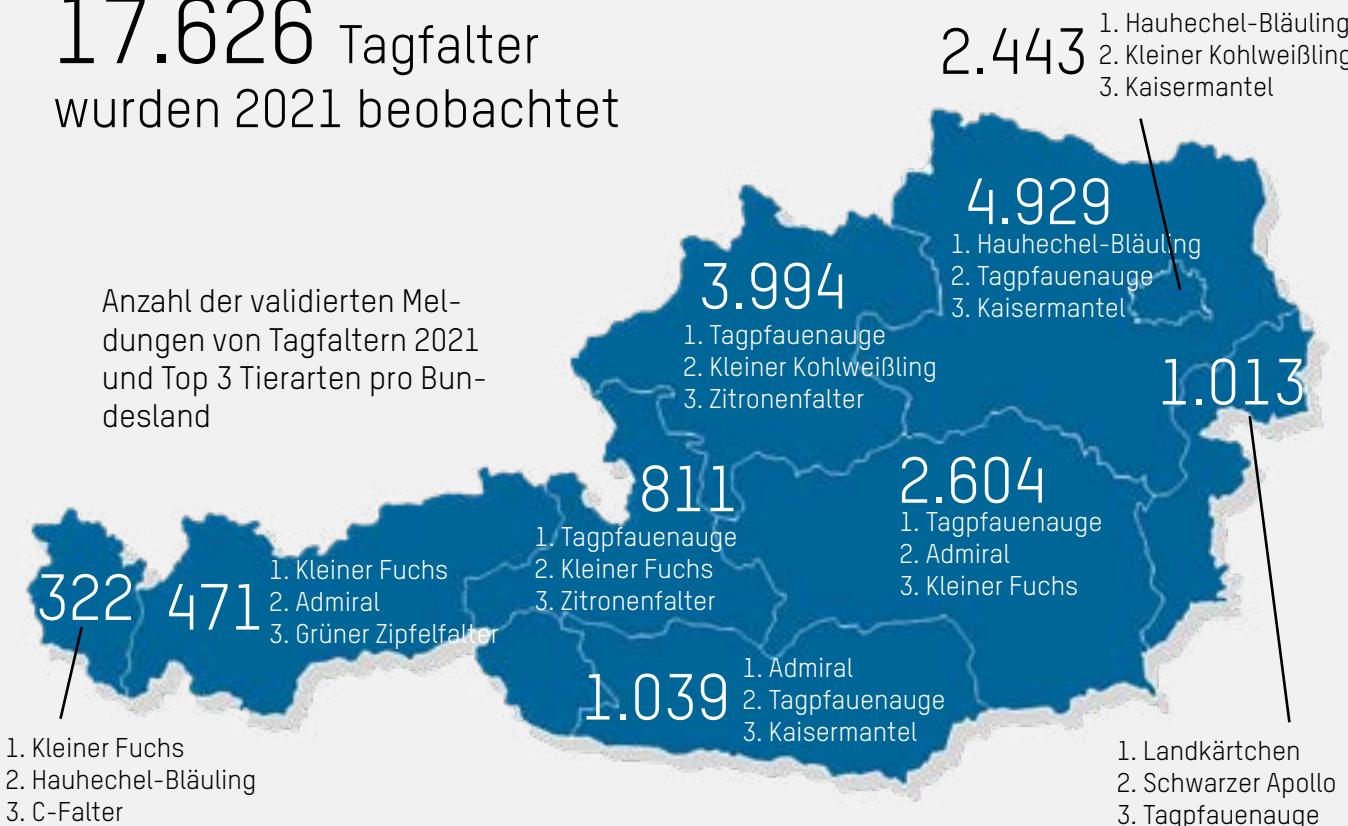 17.626 Tagfalter
wurden 2021 beobachtet
Anzahl der validierten Mel-
dungen von Tagfaltern 2021
und Top 3 Tierarten pro Bun-
desland
2.443
1. Hauhechel-Bläuling
2. Kleiner Kohlweißling
3. Kaisermantel
4.929
1. Hauhechel-Bläuling
2. Tagpfauenauge
3. Kaisermantel
3.994
1. Tagpfauenauge
2. Kleiner Kohlweißling
3. Zitronenfalter
1.013
1. Landkärtchen
2. Schwarzer Apollo
3. Tagpfauenauge
811
1. Tagpfauenauge
2. Kleiner Fuchs
3. Zitronenfalter
2.604
1. Tagpfauenauge
2. Admiral
3. Kleiner Fuchs
322
1. Kleiner Fuchs
2. Hauhechel-Bläuling
3. C-Falter
471
1. Kleiner Fuchs
2. Admiral
3. Grüner Zipfelfalter
1.039
1. Admiral
2. Tagpfauenauge
3. Kaisermantel